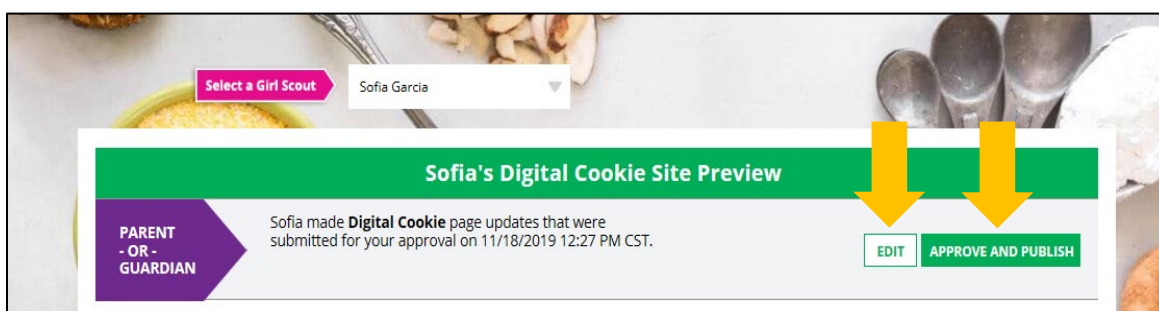 Select a Girl Scout
Sofia Garcia
Sofia's Digital Cookie Site Preview
PARENT
- OR -
GUARDIAN
Sofia made Digital Cookie page updates that were
submitted for your approval on 11/18/2019 12:27 PM CST.
EDIT
APPROVE AND PUBLISH